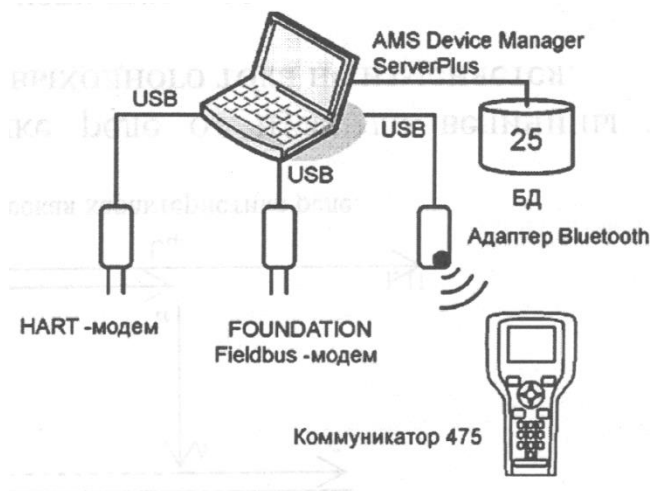 AMS Device Manager
ServerPlus
USB
USB
USB
25
БД
Адаптер Bluetooth
HART -модем
FOUNDATION
Fieldbus -модем
Коммуникатор 475